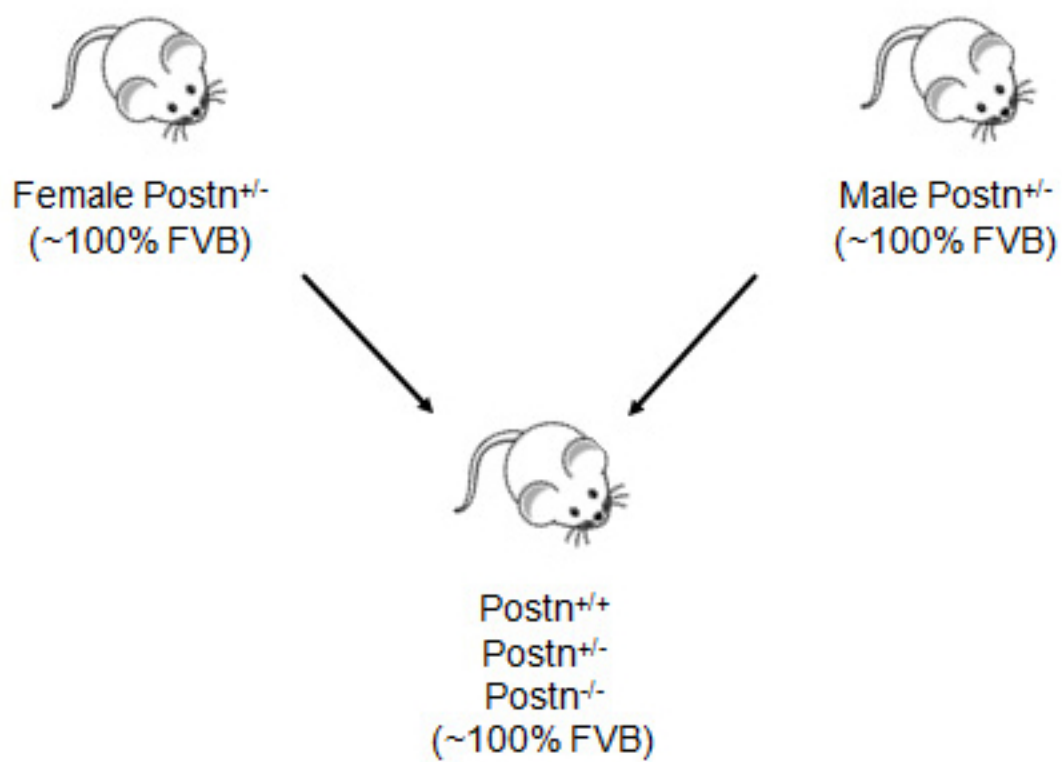 Female Postn+/-
(~100% FVB)
Male Postn+/-
(~100% FVB)
Postn+/+
Postn+/-
Postn-/-
(~100% FVB)